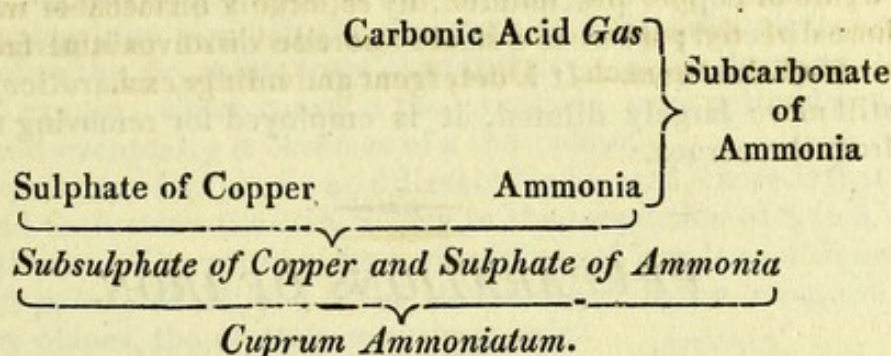 Carbonic Acid Gas
Subcarbonate
of
Ammonia
Sulphate of Copper Ammonia
Subsulphate of Copper and Sulphate of Ammonia
Cuprum Ammoniatum.